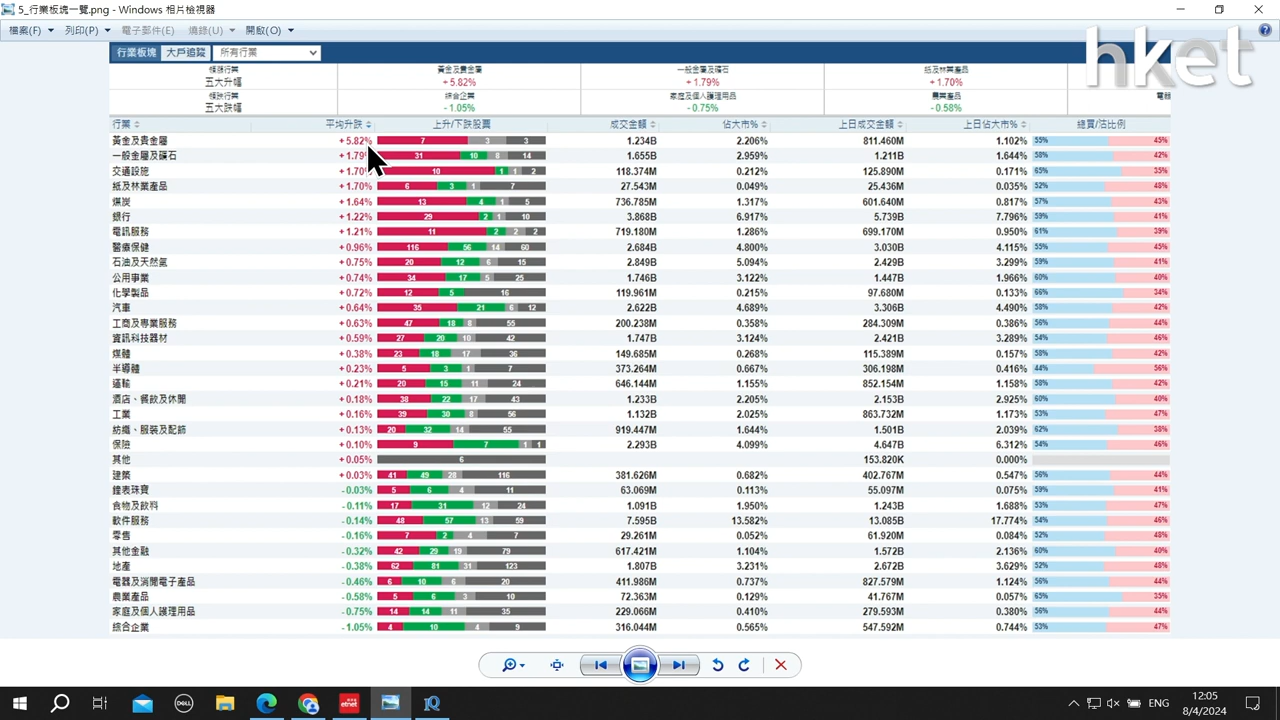 5_行業板塊一覽.png - Windows 相片檢視器
檔案(F) 列印(P) 電子郵件(E) 燒錄(U) 開啟(O)
hket
行業板塊 大戶追蹤 所有行業
領漲行業 黃金及貴金屬 一般金屬及礦石 紙及林業產品
五大升幅 + 5.82% + 1.79% + 1.70%
領跌行業 綜合企業 家庭及個人護理用品 農業產品 電器
五大跌幅 - 1.05% - 0.75% - 0.58%
行業 平均升跌 上升/下跌股票 成交金額 佔大市% 上日成交金額 上日佔大市% 總買/沽比例
黃金及貴金屬 + 5.82% 7 3 3 1.234B 2.206% 811.460M 1.102% 55% 45%
一般金屬及礦石 + 1.79% 31 10 8 14 1.655B 2.959% 1.211B 1.644% 58% 42%
交通設施 + 1.70% 10 1 1 2 118.374M 0.212% 125.890M 0.171% 65% 35%
紙及林業產品 + 1.70% 6 3 1 7 27.543M 0.049% 25.436M 0.035% 52% 48%
煤炭 + 1.64% 13 4 1 5 736.785M 1.317% 601.640M 0.817% 57% 43%
銀行 + 1.22% 29 2 1 10 3.868B 6.917% 5.739B 7.796% 59% 41%
電訊服務 + 1.21% 11 2 2 2 719.180M 1.286% 699.170M 0.950% 61% 39%
醫療保健 + 0.96% 116 56 14 60 2.684B 4.800% 3.030B 4.115% 55% 45%
石油及天然氣 + 0.75% 20 12 6 15 2.849B 5.094% 2.429B 3.299% 59% 41%
公用事業 + 0.74% 34 17 5 25 1.746B 3.122% 1.447B 1.966% 60% 40%
化學製品 + 0.72% 12 5 16 119.961M 0.215% 97.680M 0.133% 66% 34%
汽車 + 0.64% 35 21 6 12 2.622B 4.689% 3.306B 4.490% 58% 42%
工商及專業服務 + 0.63% 47 18 8 55 200.238M 0.358% 284.309M 0.386% 56% 44%
資訊科技器材 + 0.59% 27 20 10 42 1.747B 3.124% 2.421B 3.289% 54% 46%
媒體 + 0.38% 23 18 17 36 149.685M 0.268% 115.389M 0.157% 58% 42%
半導體 + 0.23% 5 3 1 7 373.264M 0.667% 306.198M 0.416% 44% 56%
運輸 + 0.21% 20 15 11 24 646.144M 1.155% 852.154M 1.158% 58% 42%
酒店、餐飲及休閒 + 0.18% 38 22 17 43 1.233B 2.205% 2.153B 2.925% 60% 40%
工業 + 0.16% 39 30 8 56 1.132B 2.025% 863.732M 1.173% 53% 47%
紡織、服裝及配飾 + 0.13% 20 32 14 55 919.447M 1.644% 1.501B 2.039% 62% 38%
保險 + 0.10% 9 7 1 1 2.293B 4.099% 4.647B 6.312% 54% 46%
其他 + 0.05% 6 153.820K 0.000%
建築 + 0.03% 41 49 28 116 381.626M 0.682% 402.767M 0.547% 56% 44%
鐘表珠寶 - 0.03% 5 6 4 11 63.069M 0.113% 55.097M 0.075% 59% 41%
食物及飲料 - 0.11% 17 31 12 24 1.091B 1.950% 1.243B 1.688% 53% 47%
軟件服務 - 0.14% 48 57 13 59 7.595B 13.582% 13.085B 17.774% 54% 46%
零售 - 0.16% 7 2 4 7 29.261M 0.052% 61.920M 0.084% 52% 48%
其他金融 - 0.32% 42 29 19 79 617.421M 1.104% 1.572B 2.136% 60% 40%
地產 - 0.38% 62 81 31 123 1.807B 3.231% 2.672B 3.629% 52% 48%
電器及消閒電子產品 - 0.46% 6 10 6 20 411.986M 0.737% 827.579M 1.124% 56% 44%
農業產品 - 0.58% 5 6 3 10 72.363M 0.129% 41.767M 0.057% 65% 35%
家庭及個人護理用品 - 0.75% 14 14 11 35 229.066M 0.410% 279.593M 0.380% 56% 44%
綜合企業 - 1.05% 4 10 4 9 316.044M 0.565% 547.592M 0.744% 53% 47%
DELL etnet IQ ENG 12:05
8/4/2024